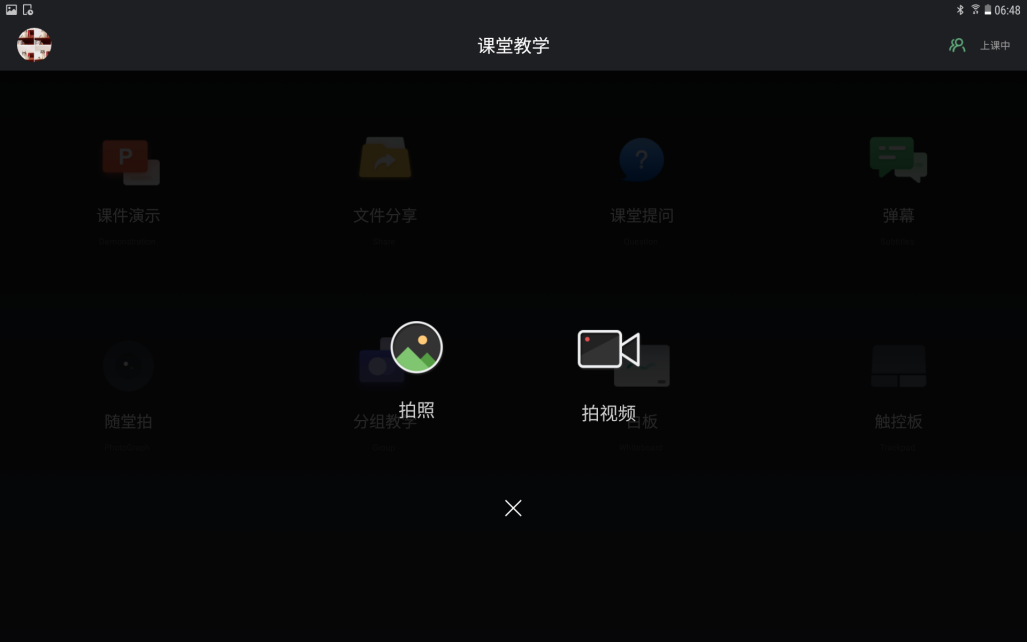 06:48
课堂教学
上课中
P
课件演示
文件分享
?
课堂提问
弹幕
随堂拍
分组教学
拍照
拍视频
白板
触控板